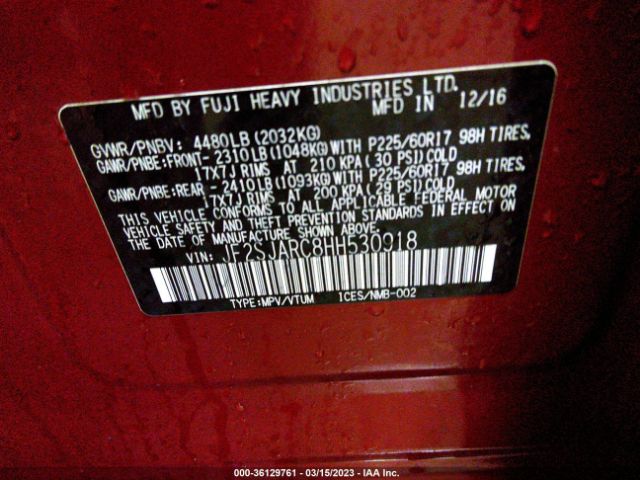 MFD BY FUJI HEAVY INDUSTRIES LTD.
MFD IN 12/16
GVWR/PNBV: 4480LB(2032KG)
GAWR/PNBE:FRONT- 2310LB(1048KG)WITH P225/60R17 98H TIRES,
17X7J RIMS AT 210 KPA(30 PSI)COLD
GAWR/PNBE:REAR - 2410LB(1093KG)WITH P225/60R17 98H TIRES,
17X7J RIMS AT 200 KPA(29 PSI)COLD
THIS VEHICLE CONFORMS TO ALL APPLICABLE FEDERAL MOTOR
VEHICLE SAFETY AND THEFT PREVENTION STANDARDS IN EFFECT ON
THE DATE OF MANUFACTURE SHOWN ABOVE.
VIN: JF2SJARC8HH530918
TYPE:MPV/VTUM 1CES/NMB-002
000-36129761 - 03/15/2023 - IAA Inc.